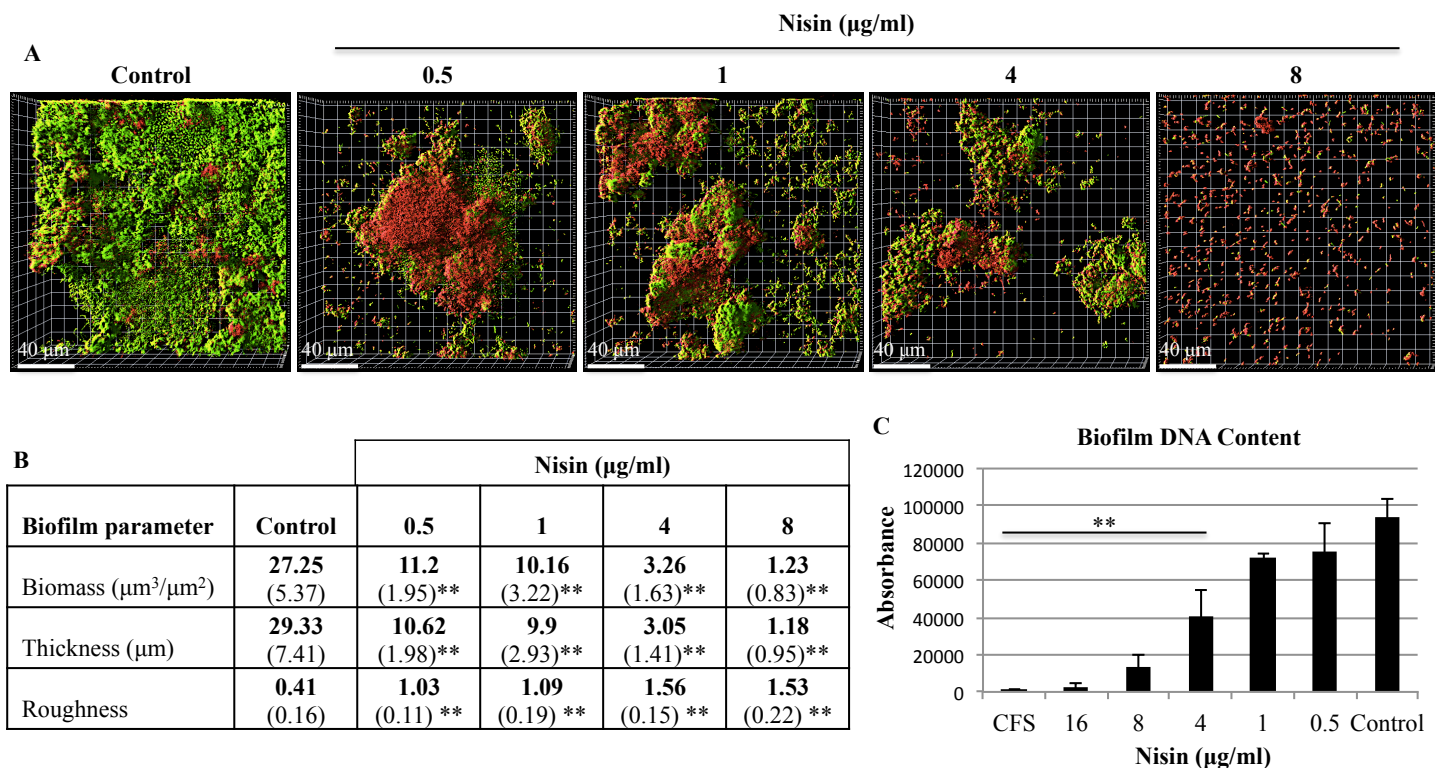 Nisin (μg/ml)
A
Control 0.5 1 4 8
40 μm 40 μm 40 μm 40 μm 40 μm
B
Nisin (μg/ml)
Biofilm parameter Control 0.5 1 4 8
Biomass (μm³/μm²) 27.25 (5.37) 11.2 (1.95)** 10.16 (3.22)** 3.26 (1.63)** 1.23 (0.83)**
Thickness (μm) 29.33 (7.41) 10.62 (1.98)** 9.9 (2.93)** 3.05 (1.41)** 1.18 (0.95)**
Roughness 0.41 (0.16) 1.03 (0.11) ** 1.09 (0.19) ** 1.56 (0.15) ** 1.53 (0.22) **
C
Biofilm DNA Content
Absorbance
120000
100000
80000
60000
40000
20000
0
**
CFS 16 8 4 1 0.5 Control
Nisin (μg/ml)